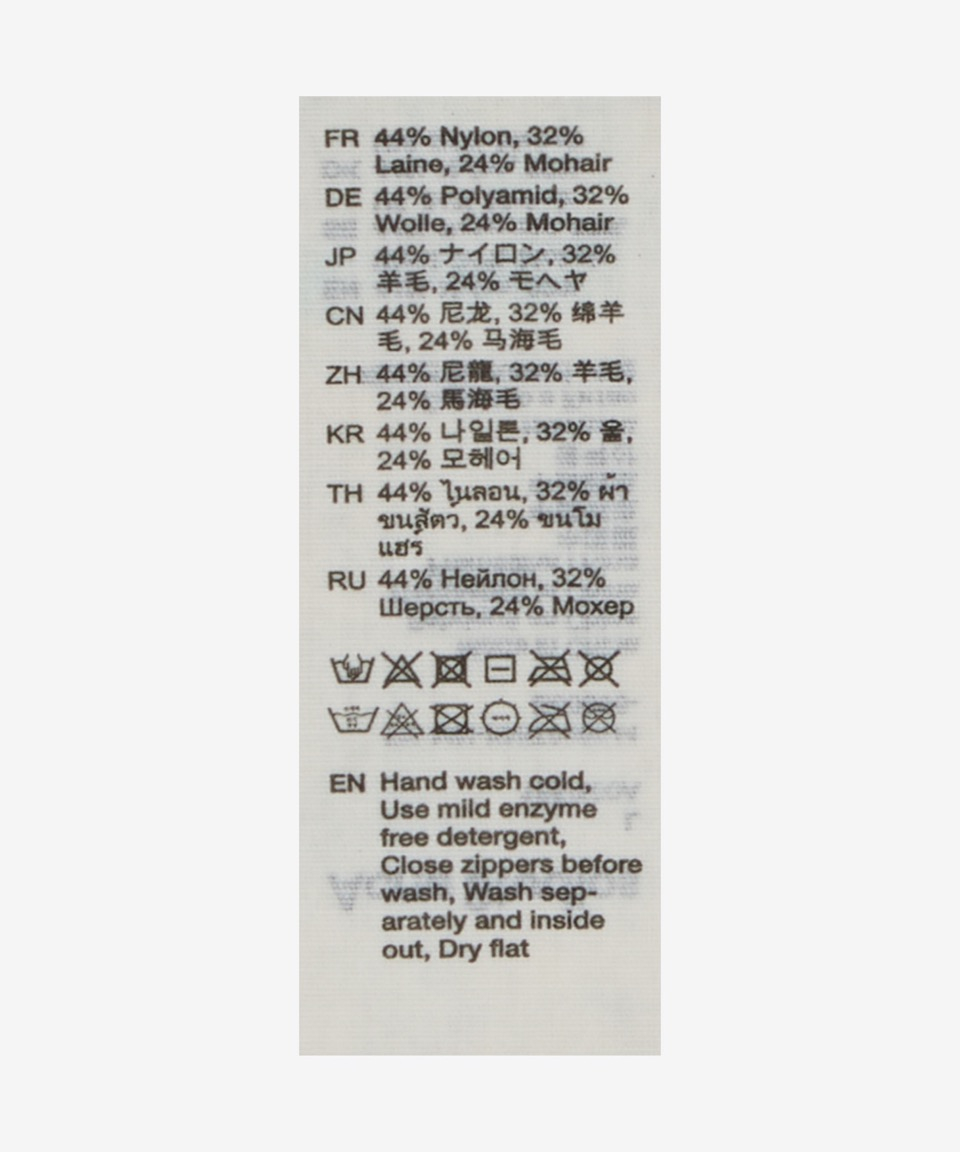 FR 44% Nylon, 32%
Laine, 24% Mohair
DE 44% Polyamid, 32%
Wolle, 24% Mohair
JP 44% ナイロン, 32%
羊毛, 24% モヘヤ
CN 44% 尼龙, 32% 绵羊
毛, 24% 马海毛
ZH 44% 尼龍, 32% 羊毛,
24% 馬海毛
KR 44% 나일론, 32% 울,
24% 모헤어
TH 44% ไนลอน, 32% ผ้า
ขนสัตว์, 24% ขนโม
แฮร์
RU 44% Нейлон, 32%
Шерсть, 24% Мохер
EN Hand wash cold,
Use mild enzyme
free detergent,
Close zippers before
wash, Wash sep-
arately and inside
out, Dry flat